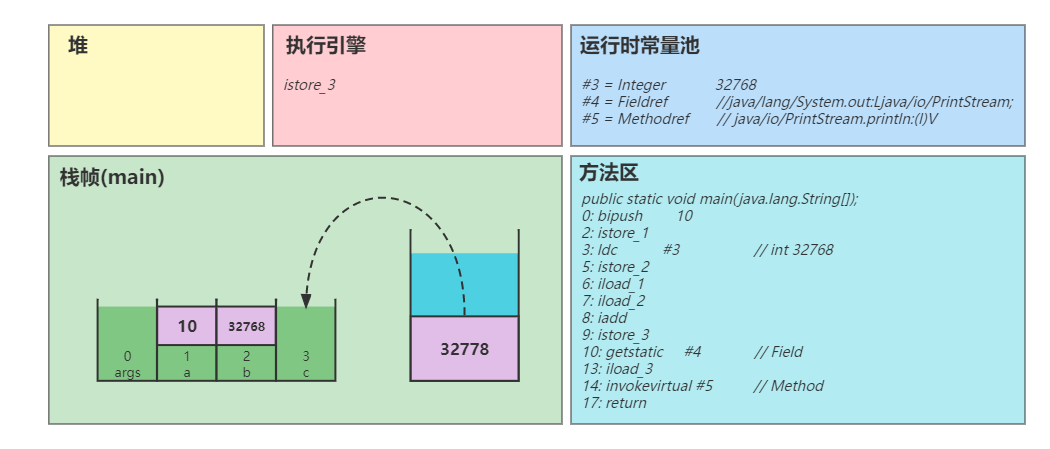 堆
执行引擎
istore_3
运行时常量池
#3 = Integer 32768
#4 = Fieldref //java/lang/System.out:Ljava/io/PrintStream;
#5 = Methodref // java/io/PrintStream.println:(I)V
栈帧(main)
10
32768
0
1
2
3
args
a
b
c
32778
方法区
public static void main(java.lang.String[]);
0: bipush 10
2: istore_1
3: ldc #3 // int 32768
5: istore_2
6: iload_1
7: iload_2
8: iadd
9: istore_3
10: getstatic #4 // Field
13: iload_3
14: invokevirtual #5 // Method
17: return